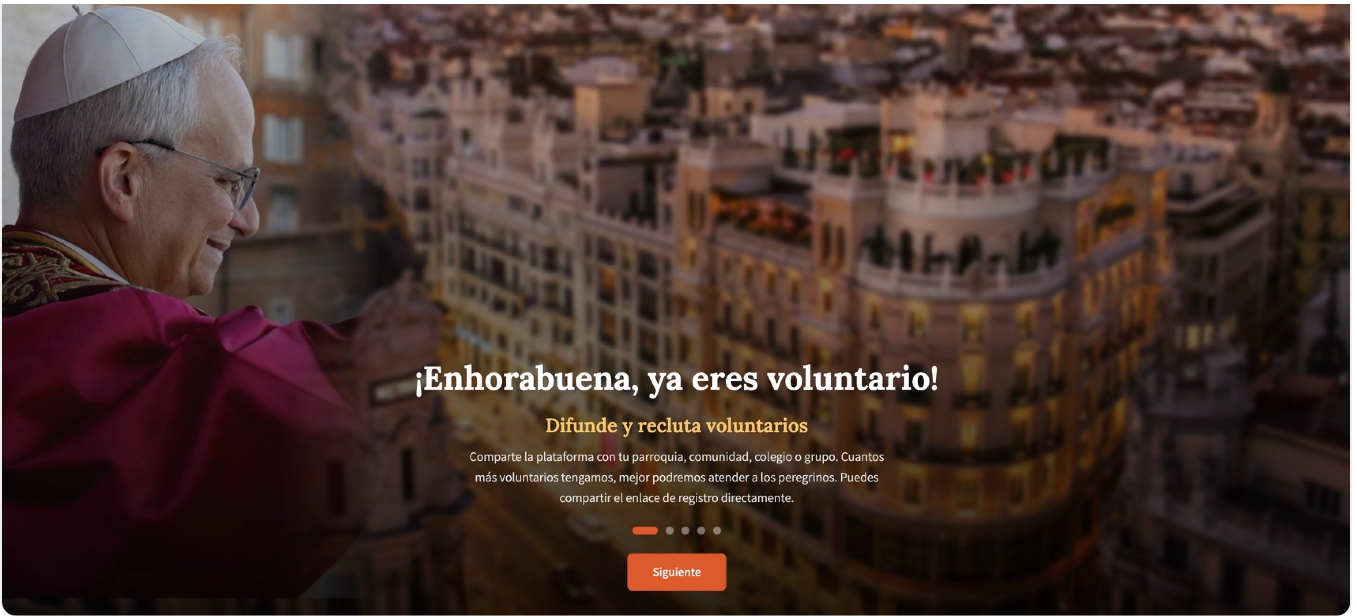 ¡Enhorabuena, ya eres voluntario!
Difunde y recluta voluntarios
Comparte la plataforma con tu parroquia, comunidad, colegio o grupo. Cuantos
más voluntarios tengamos, mejor podremos atender a los peregrinos. Puedes
compartir el enlace de registro directamente.
Siguiente